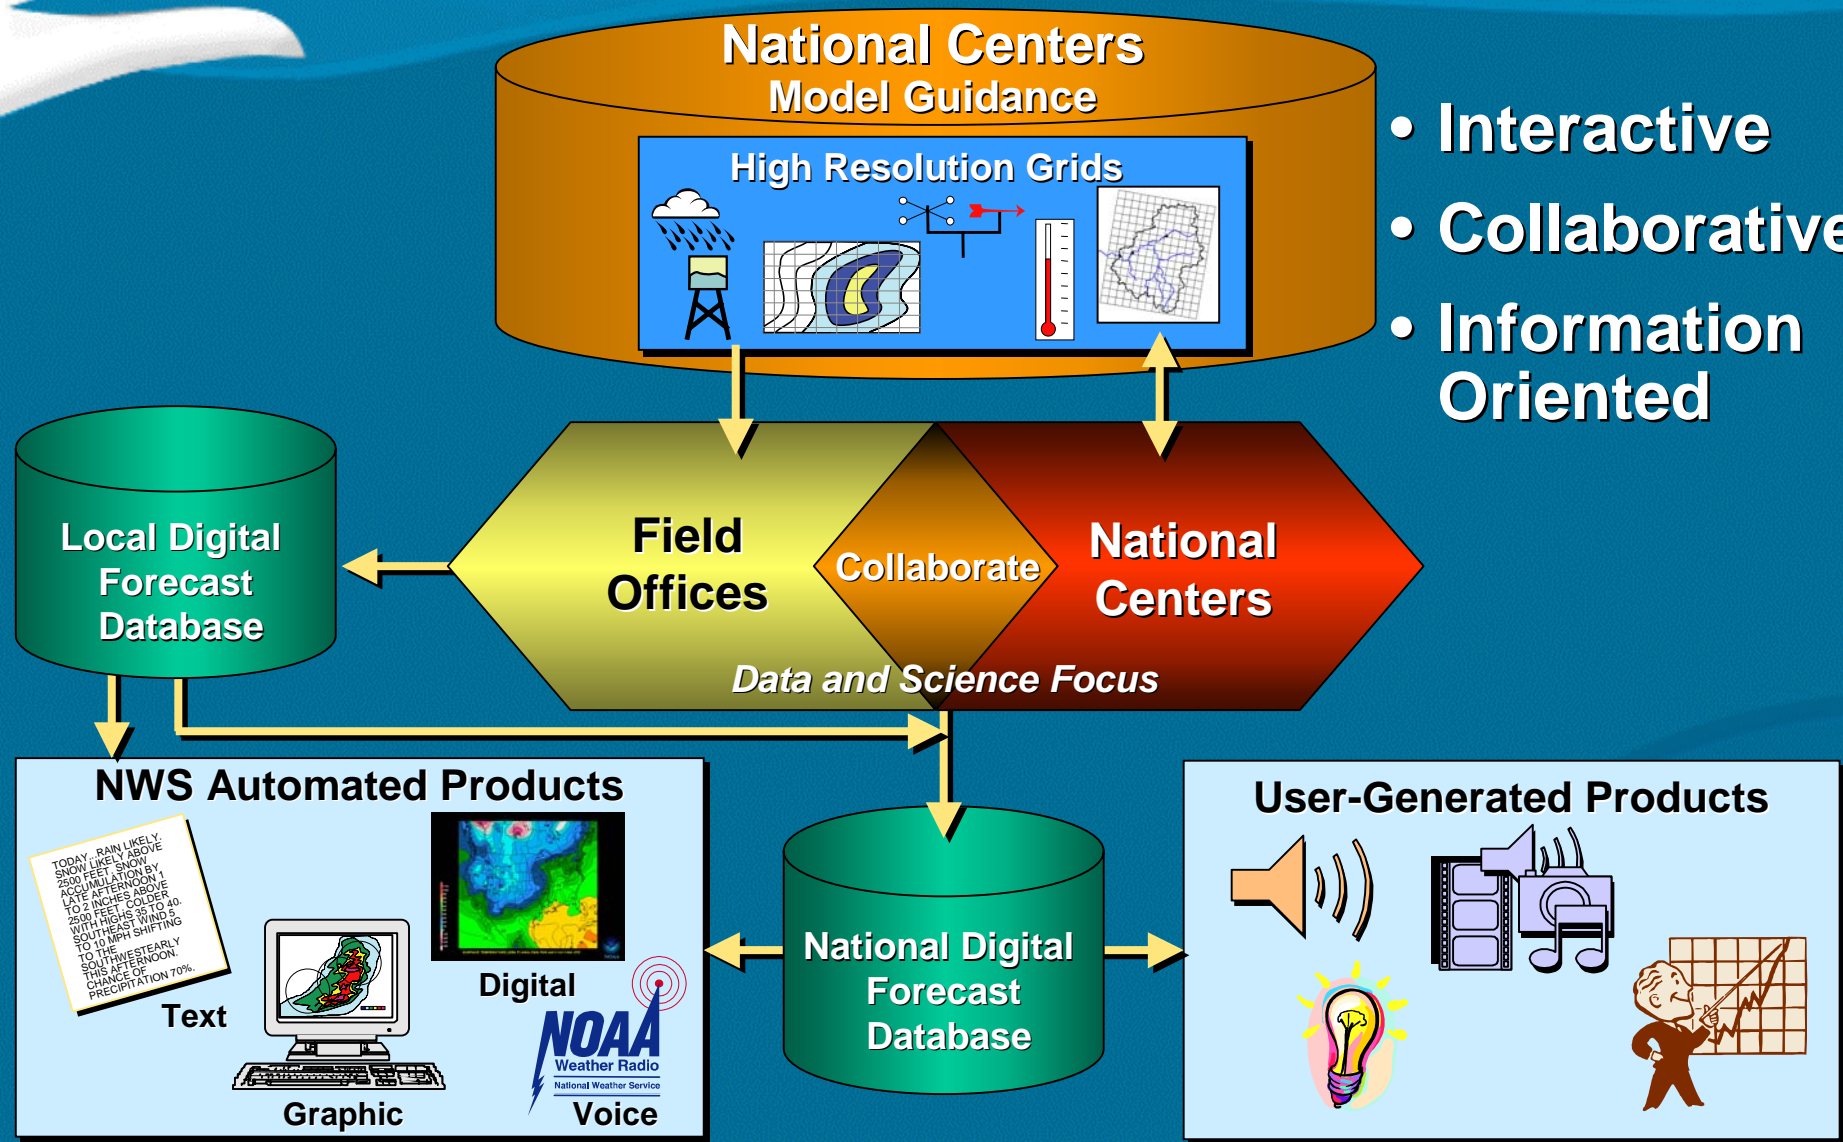 National Centers
Model Guidance
High Resolution Grids
• Interactive
• Collaborative
• Information
Oriented
Local Digital
Forecast
Database
Field
Offices
Collaborate
National
Centers
Data and Science Focus
NWS Automated Products
TODAY...RAIN LIKELY.
SNOW LIKELY ABOVE
2500 FEET. SNOW
ACCUMULATION BY
LATE AFTERNOON 1
TO 2 INCHES ABOVE
2500 FEET. COLDER
WITH HIGHS 35 TO 40.
SOUTHEAST WIND 5
TO 10 MPH SHIFTING
TO THE
SOUTHWESTEARLY
THIS AFTERNOON.
CHANCE OF
PRECIPITATION 70%.
Text
Graphic
Digital
NOAA
Weather Radio
National Weather Service
Voice
National Digital
Forecast
Database
User-Generated Products